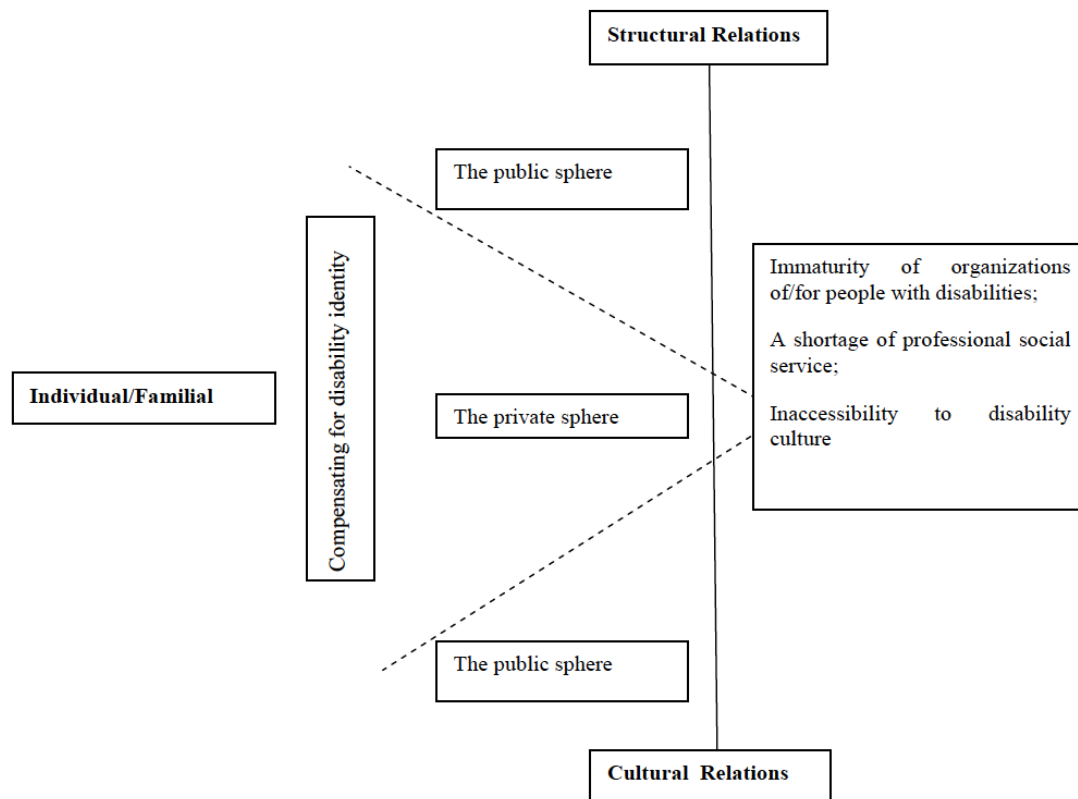 Structural Relations
The public sphere
Compensating for disability identity
Immaturity of organizations
of/for people with disabilities;
A shortage of professional social
service;
Inaccessibility to disability
culture
Individual/Familial
The private sphere
The public sphere
Cultural Relations